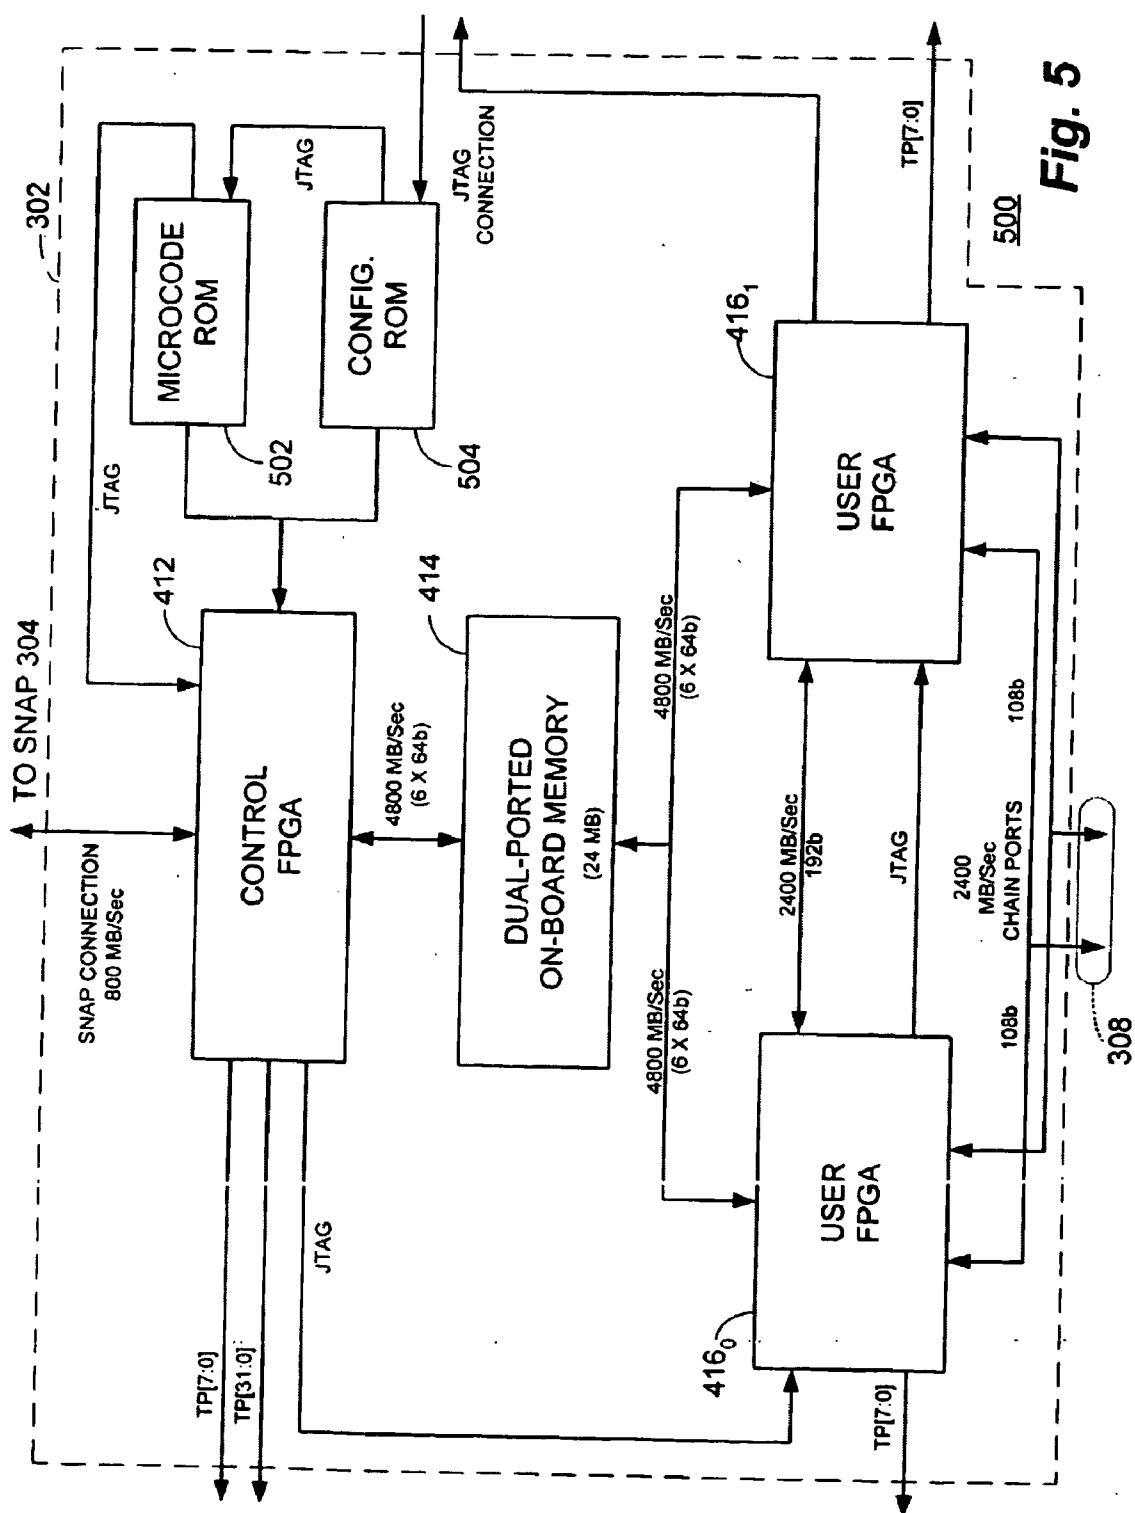 TO SNAP 304
SNAP CONNECTION
800 MB/Sec
302
JTAG
412
CONTROL
FPGA
MICROCODE
ROM
502
JTAG
CONFIG.
ROM
504
JTAG
CONNECTION
TP[7:0]
TP[31:0]
JTAG
4800 MB/Sec
(6 X 64b)
414
DUAL-PORTED
ON-BOARD MEMORY
(24 MB)
4800 MB/Sec
(6 X 64b)
4800 MB/Sec
(6 X 64b)
416₀
USER
FPGA
TP[7:0]
2400 MB/Sec
192b
JTAG
416₁
USER
FPGA
TP[7:0]
108b
2400
MB/Sec
CHAIN PORTS
108b
308
500
Fig. 5